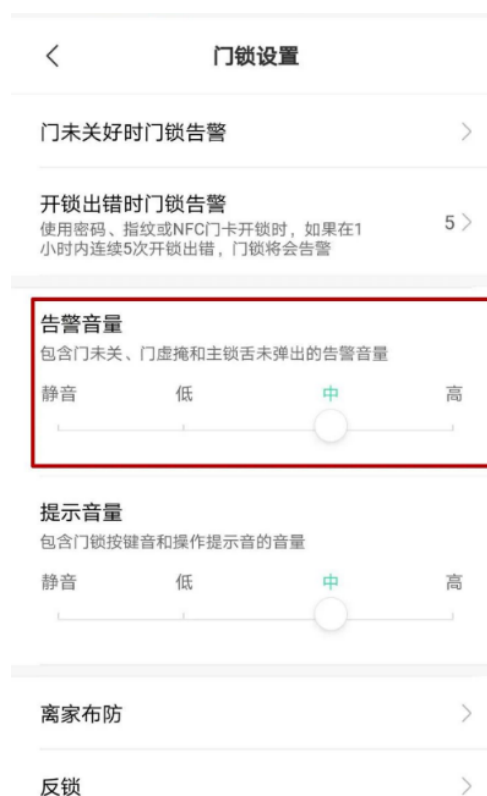 门锁设置
门未关好时门锁告警
开锁出错时门锁告警
使用密码、指纹或NFC门卡开锁时，如果在1
小时内连续5次开锁出错，门锁将会告警
5
告警音量
包含门未关、门虚掩和主锁舌未弹出的告警音量
静音 低 中 高
提示音量
包含门锁按键音和操作提示音的音量
静音 低 中 高
离家布防
反锁